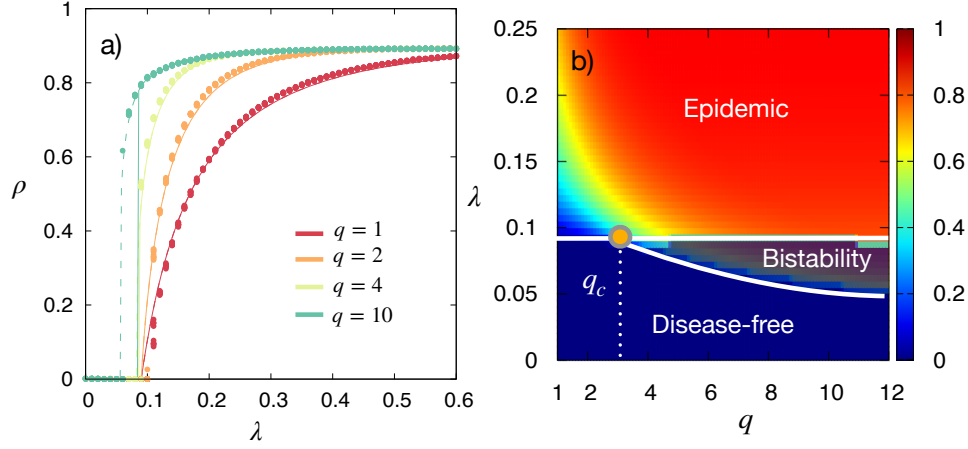 a)
1
0.8
0.6
0.4
0.2
0
ρ
0 0.1 0.2 0.3 0.4 0.5 0.6
λ
q = 1
q = 2
q = 4
q = 10
b)
0.25
0.2
0.15
0.1
0.05
0
λ
Epidemic
Bistability
q_c
Disease-free
1 2 4 6 8 10 12
q
1
0.8
0.6
0.4
0.2
0